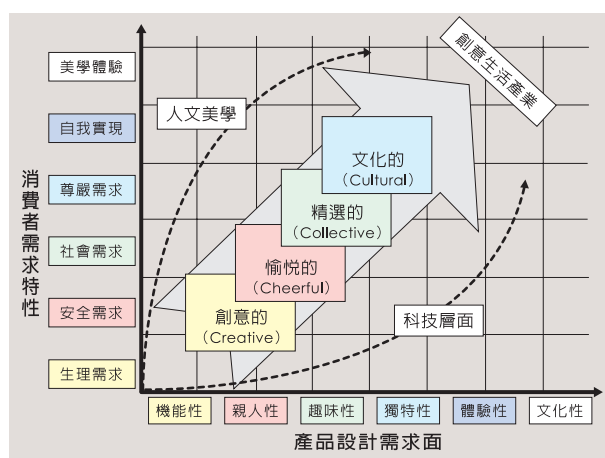 創意生活產業
美學體驗
人文美學
自我實現
文化的
(Cultural)
尊嚴需求
精選的
(Collective)
消費者需求特性
社會需求
愉悅的
(Cheerful)
安全需求
創意的
(Creative)
科技層面
生理需求
機能性
親人性
趣味性
獨特性
體驗性
文化性
產品設計需求面